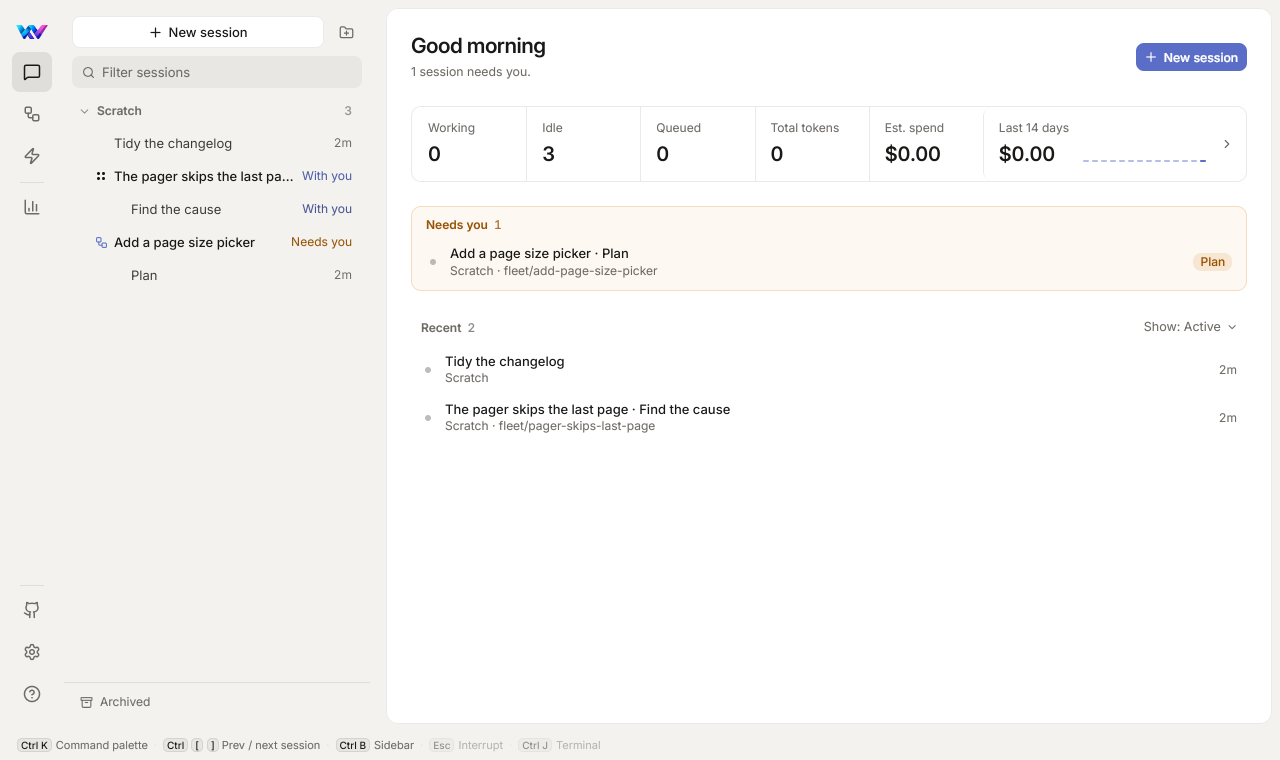 New session
Filter sessions
Scratch 3
Tidy the changelog 2m
The pager skips the last pa... With you
Find the cause With you
Add a page size picker Needs you
Plan 2m
Archived
Good morning
1 session needs you.
New session
Working Idle Queued Total tokens Est. spend Last 14 days
0 3 0 0 $0.00 $0.00
Needs you 1
Add a page size picker · Plan
Scratch · fleet/add-page-size-picker
Plan
Recent 2 Show: Active
Tidy the changelog
Scratch
2m
The pager skips the last page · Find the cause
Scratch · fleet/pager-skips-last-page
2m
Ctrl K Command palette · Ctrl [ ] Prev / next session · Ctrl B Sidebar · Esc Interrupt · Ctrl J Terminal